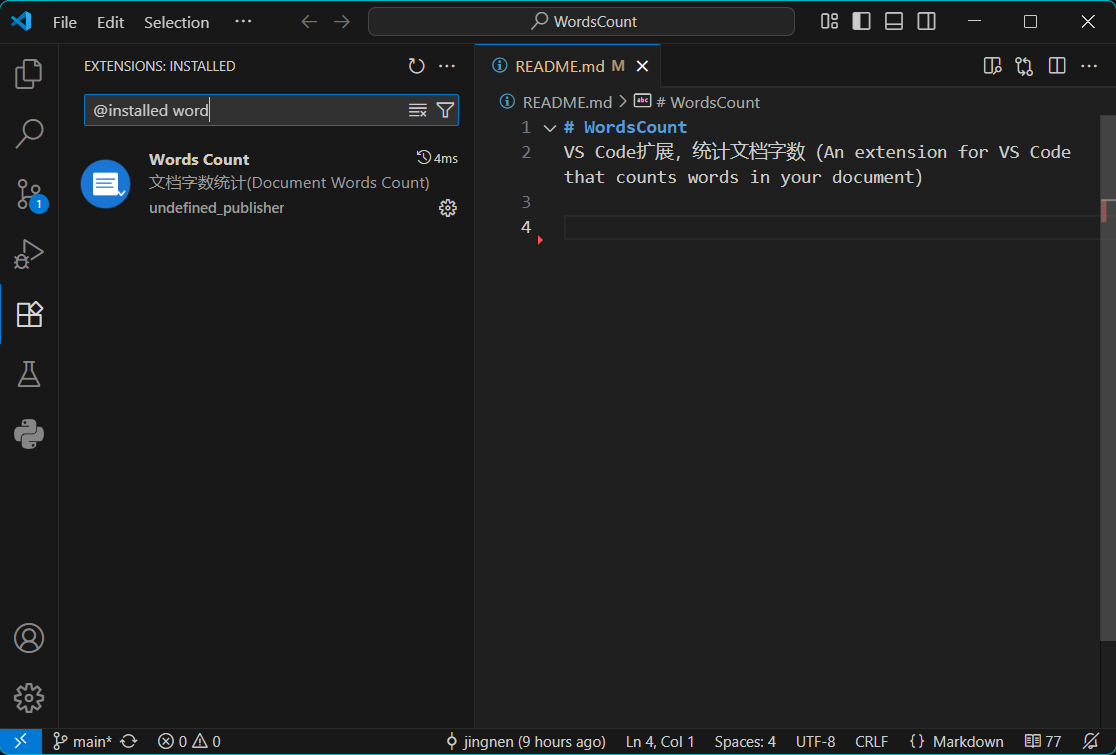 File Edit Selection ··· WordsCount
EXTENSIONS: INSTALLED
@installed word
Words Count 4ms
文档字数统计(Document Words Count)
undefined_publisher
1
README.md M
README.md > # WordsCount
1 # WordsCount
2 VS Code扩展，统计文档字数 (An extension for VS Code
that counts words in your document)
3
4
main* 0 0 jingnen (9 hours ago) Ln 4, Col 1 Spaces: 4 UTF-8 CRLF {} Markdown 77